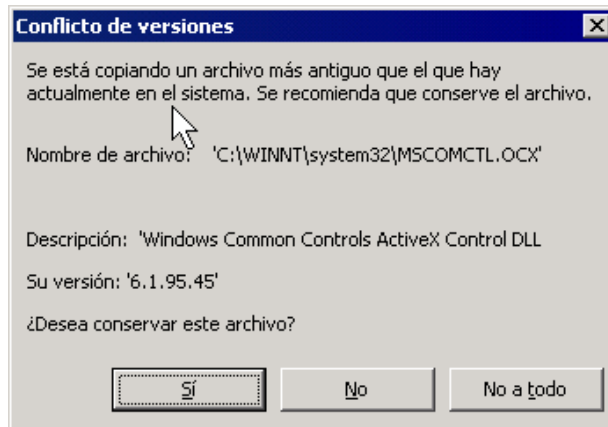 Conflicto de versiones
Se está copiando un archivo más antiguo que el que hay
actualmente en el sistema. Se recomienda que conserve el archivo.
Nombre de archivo: 'C:\WINNT\system32\MSCOMCTL.OCX'
Descripción: 'Windows Common Controls ActiveX Control DLL
Su versión: '6.1.95.45'
¿Desea conservar este archivo?
Sí No No a todo